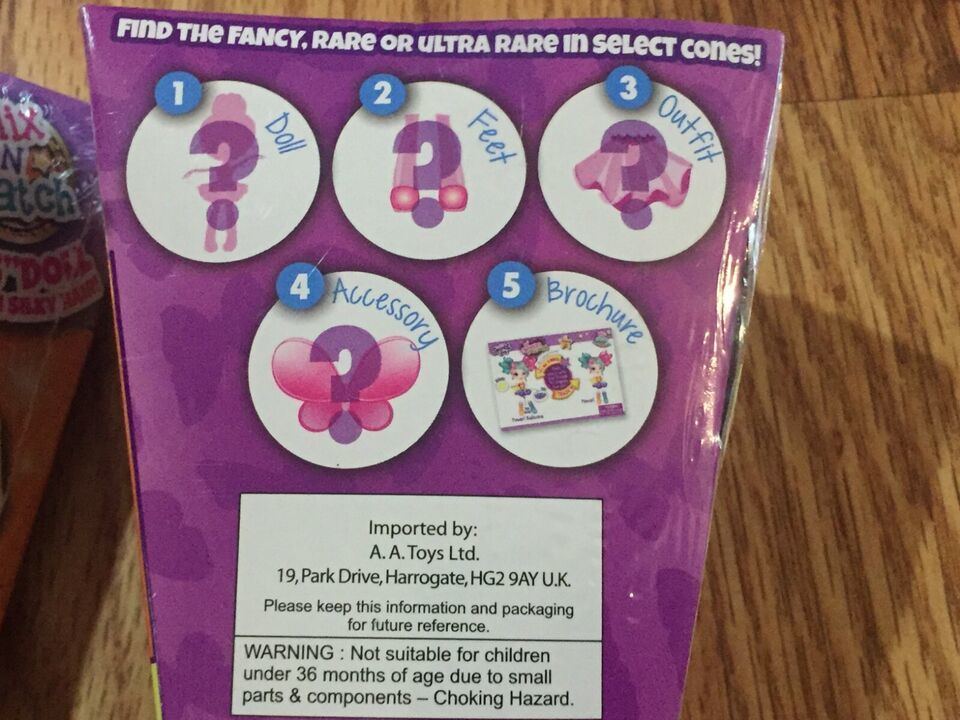 FIND THE FANCY, RARE OR ULTRA RARE IN SELECT CONES!
1 Doll
2 Feet
3 Outfit
4 Accessory
5 Brochure
Imported by:
A. A. Toys Ltd.
19, Park Drive, Harrogate, HG2 9AY U.K.
Please keep this information and packaging
for future reference.
WARNING : Not suitable for children
under 36 months of age due to small
parts & components – Choking Hazard.
N
DOLL
SILKY